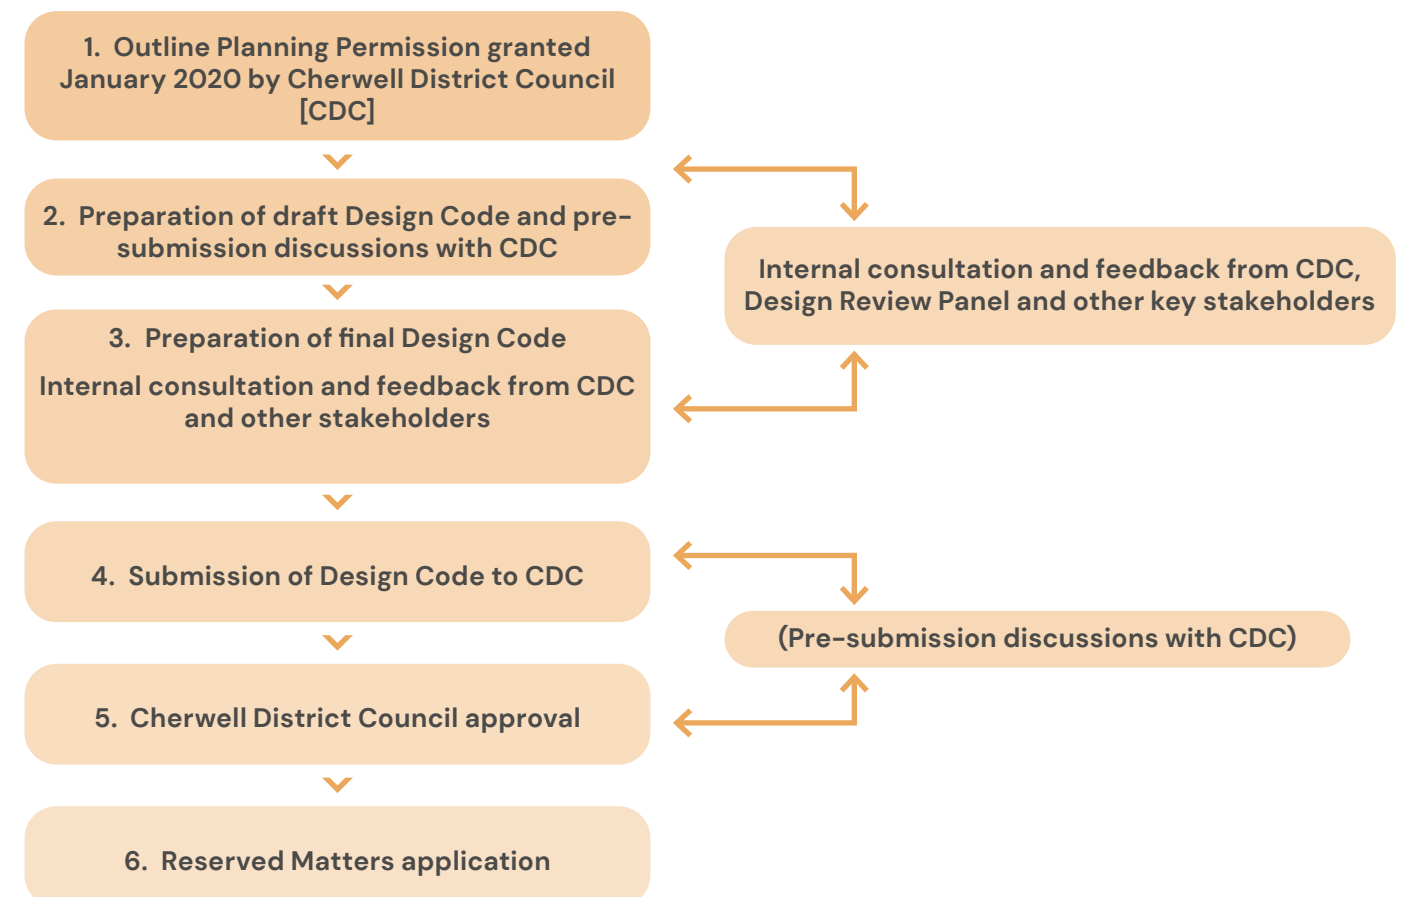 1. Outline Planning Permission granted
January 2020 by Cherwell District Council
[CDC]
2. Preparation of draft Design Code and pre-
submission discussions with CDC
Internal consultation and feedback from CDC,
Design Review Panel and other key stakeholders
3. Preparation of final Design Code
Internal consultation and feedback from CDC
and other stakeholders
4. Submission of Design Code to CDC
(Pre-submission discussions with CDC)
5. Cherwell District Council approval
6. Reserved Matters application